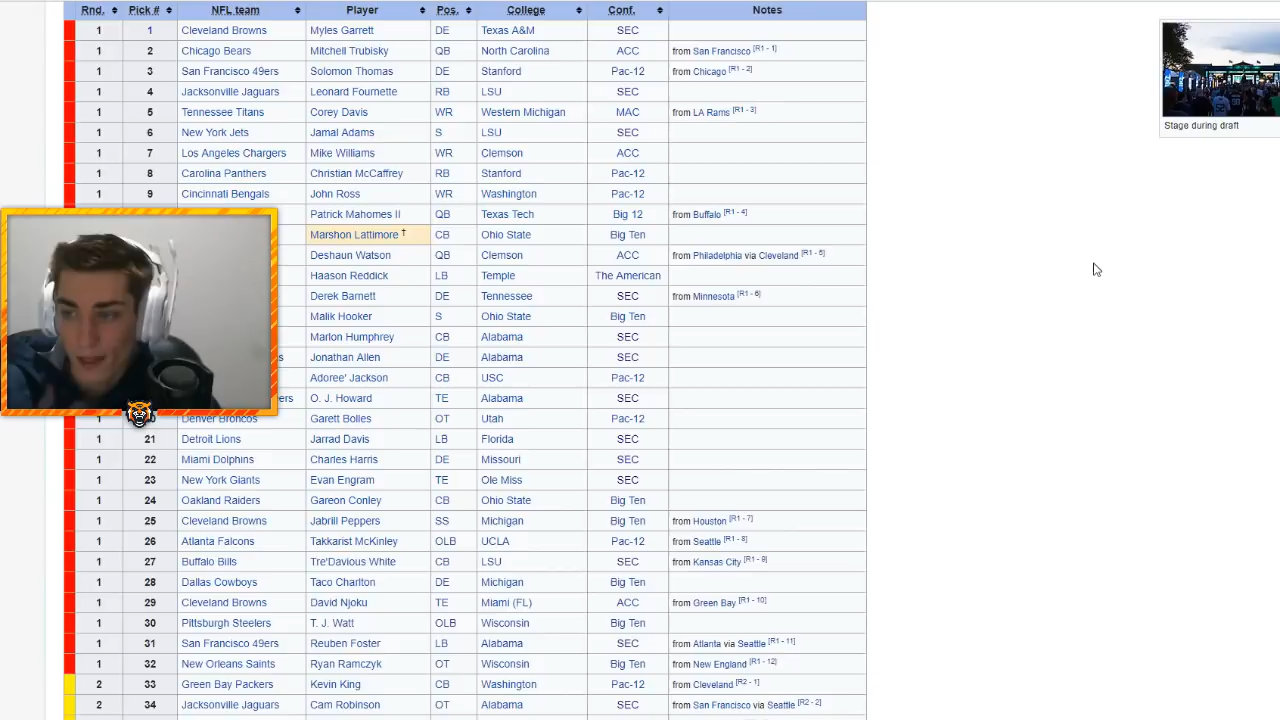 Rnd. Pick # NFL team Player Pos. College Conf. Notes
1 1 Cleveland Browns Myles Garrett DE Texas A&M SEC
1 2 Chicago Bears Mitchell Trubisky QB North Carolina ACC from San Francisco [R1 - 1]
1 3 San Francisco 49ers Solomon Thomas DE Stanford Pac-12 from Chicago [R1 - 2]
1 4 Jacksonville Jaguars Leonard Fournette RB LSU SEC
1 5 Tennessee Titans Corey Davis WR Western Michigan MAC from LA Rams [R1 - 3]
1 6 New York Jets Jamal Adams S LSU SEC
1 7 Los Angeles Chargers Mike Williams WR Clemson ACC
1 8 Carolina Panthers Christian McCaffrey RB Stanford Pac-12
1 9 Cincinnati Bengals John Ross WR Washington Pac-12
Patrick Mahomes II QB Texas Tech Big 12 from Buffalo [R1 - 4]
Marshon Lattimore † CB Ohio State Big Ten
Deshaun Watson QB Clemson ACC from Philadelphia via Cleveland [R1 - 5]
Haason Reddick LB Temple The American
Derek Barnett DE Tennessee SEC from Minnesota [R1 - 6]
Malik Hooker S Ohio State Big Ten
Marlon Humphrey CB Alabama SEC
s Jonathan Allen DE Alabama SEC
Adoree' Jackson CB USC Pac-12
ers O. J. Howard TE Alabama SEC
1 0 Denver Broncos Garett Bolles OT Utah Pac-12
1 21 Detroit Lions Jarrad Davis LB Florida SEC
1 22 Miami Dolphins Charles Harris DE Missouri SEC
1 23 New York Giants Evan Engram TE Ole Miss SEC
1 24 Oakland Raiders Gareon Conley CB Ohio State Big Ten
1 25 Cleveland Browns Jabrill Peppers SS Michigan Big Ten from Houston [R1 - 7]
1 26 Atlanta Falcons Takkarist McKinley OLB UCLA Pac-12 from Seattle [R1 - 8]
1 27 Buffalo Bills Tre'Davious White CB LSU SEC from Kansas City [R1 - 9]
1 28 Dallas Cowboys Taco Charlton DE Michigan Big Ten
1 29 Cleveland Browns David Njoku TE Miami (FL) ACC from Green Bay [R1 - 10]
1 30 Pittsburgh Steelers T. J. Watt OLB Wisconsin Big Ten
1 31 San Francisco 49ers Reuben Foster LB Alabama SEC from Atlanta via Seattle [R1 - 11]
1 32 New Orleans Saints Ryan Ramczyk OT Wisconsin Big Ten from New England [R1 - 12]
2 33 Green Bay Packers Kevin King CB Washington Pac-12 from Cleveland [R2 - 1]
2 34 Jacksonville Jaguars Cam Robinson OT Alabama SEC from San Francisco via Seattle [R2 - 2]
Stage during draft